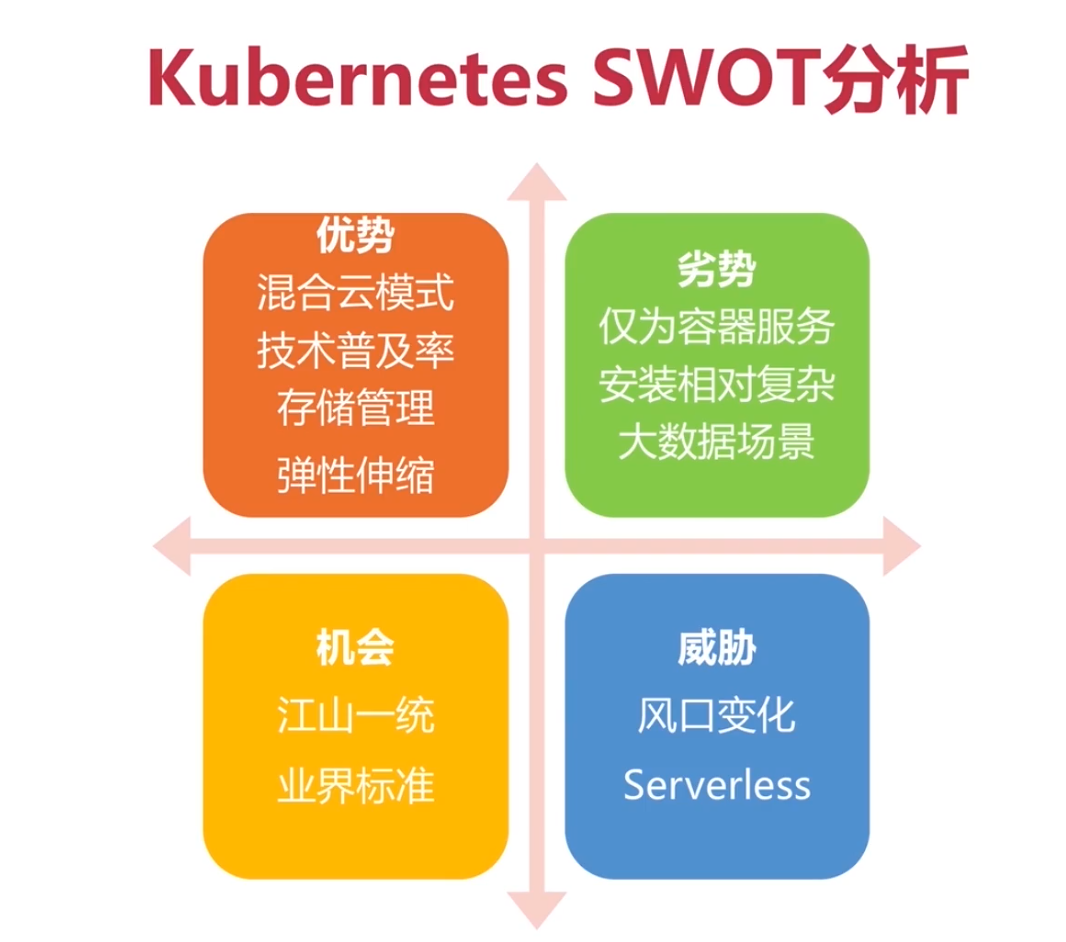 Kubernetes SWOT分析
优势
混合云模式
技术普及率
存储管理
弹性伸缩
劣势
仅为容器服务
安装相对复杂
大数据场景
机会
江山一统
业界标准
威胁
风口变化
Serverless